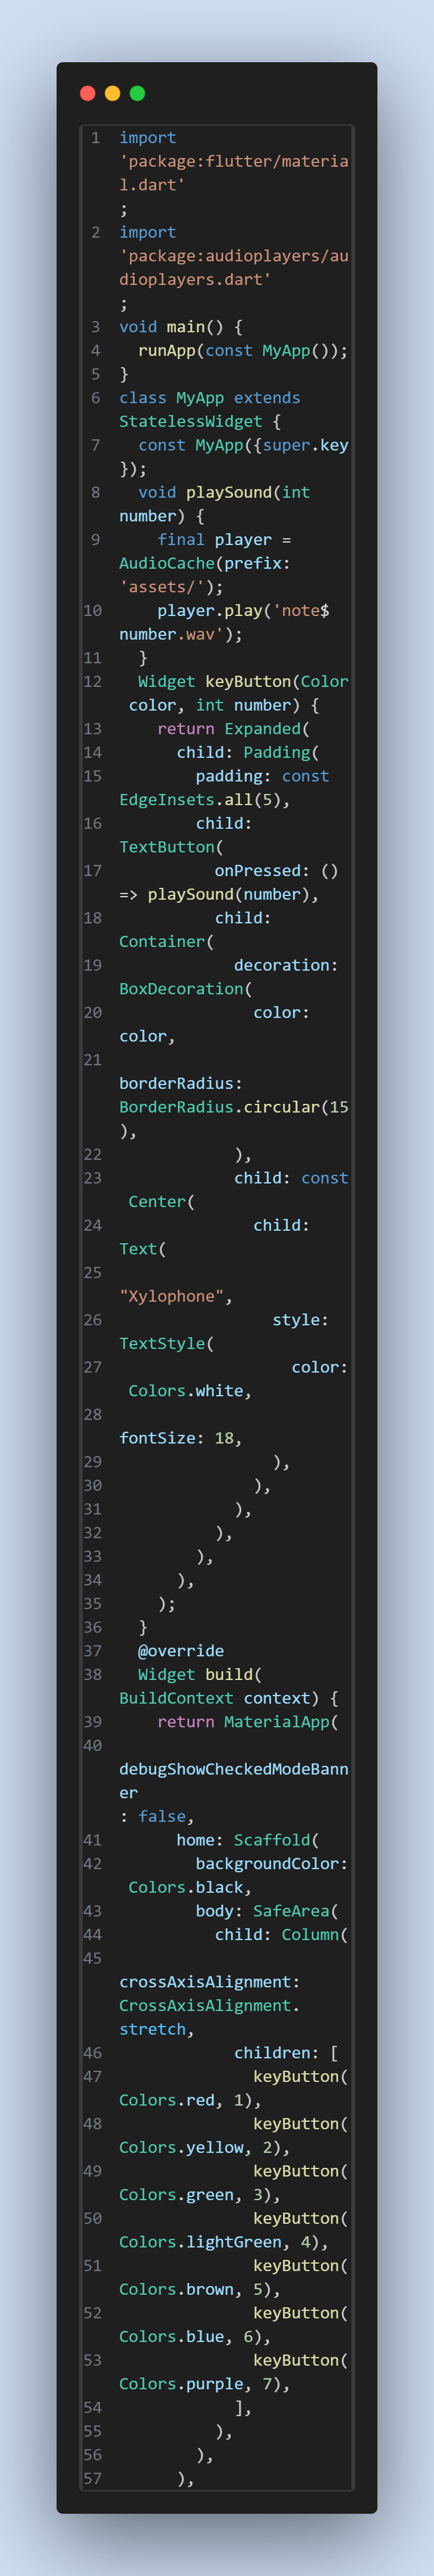 1 import
'package:flutter/materia
l.dart'
;
2 import
'package:audioplayers/au
dioplayers.dart'
;
3 void main() {
4   runApp(const MyApp());
5 }
6 class MyApp extends
StatelessWidget {
7   const MyApp({super.key
});
8   void playSound(int
number) {
9     final player =
AudioCache(prefix:
'assets/');
10     player.play('note$
number.wav');
11   }
12   Widget keyButton(Color
 color, int number) {
13     return Expanded(
14       child: Padding(
15         padding: const
EdgeInsets.all(5),
16         child:
TextButton(
17           onPressed: ()
=> playSound(number),
18           child:
Container(
19             decoration:
BoxDecoration(
20               color:
color,
21
borderRadius:
BorderRadius.circular(15
),
22             ),
23             child: const
 Center(
24               child:
Text(
25
"Xylophone",
26                 style:
TextStyle(
27                   color:
 Colors.white,
28
fontSize: 18,
29                 ),
30               ),
31             ),
32           ),
33         ),
34       ),
35     );
36   }
37   @override
38   Widget build(
BuildContext context) {
39     return MaterialApp(
40
debugShowCheckedModeBann
er
: false,
41       home: Scaffold(
42         backgroundColor:
 Colors.black,
43         body: SafeArea(
44           child: Column(
45
crossAxisAlignment:
CrossAxisAlignment.
stretch,
46             children: [
47               keyButton(
Colors.red, 1),
48               keyButton(
Colors.yellow, 2),
49               keyButton(
Colors.green, 3),
50               keyButton(
Colors.lightGreen, 4),
51               keyButton(
Colors.brown, 5),
52               keyButton(
Colors.blue, 6),
53               keyButton(
Colors.purple, 7),
54             ],
55           ),
56         ),
57       ),